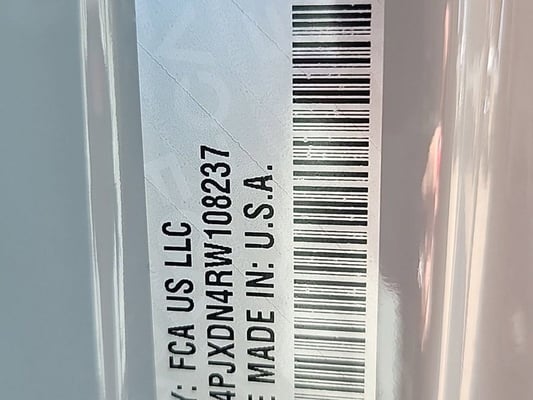 Y: FCA US LLC
4PJXDN4RW108237
E MADE IN: U.S.A.